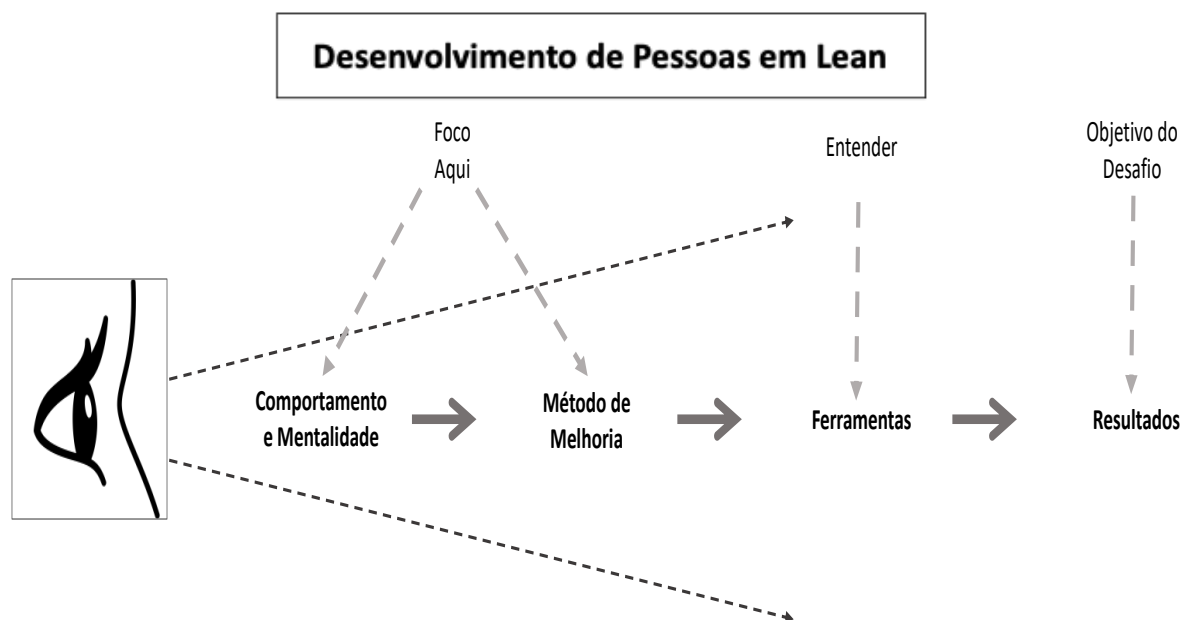 Desenvolvimento de Pessoas em Lean
Foco
Aqui
Entender
Objetivo do
Desafio
Comportamento
e Mentalidade
Método de
Melhoria
Ferramentas
Resultados